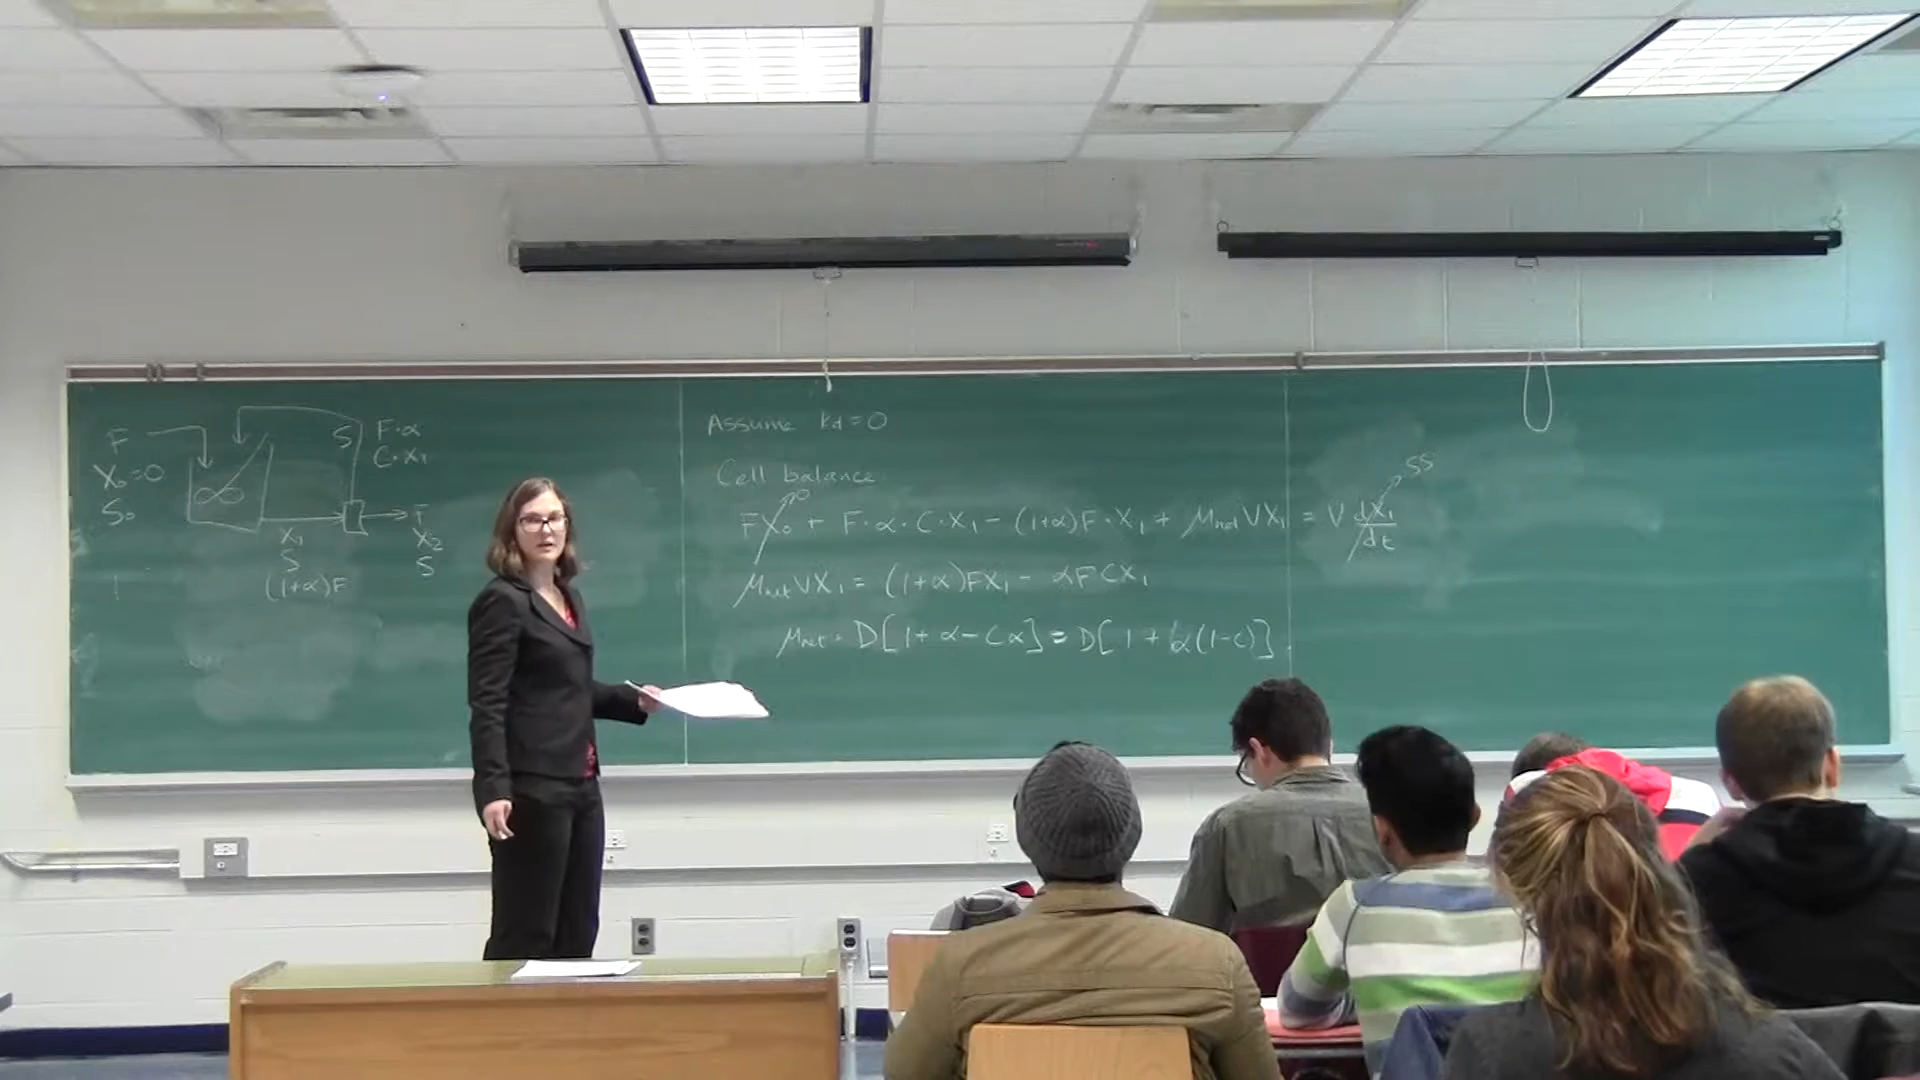 F
X₀=0
S₀
S
F·α
C·X₁
X₁
S
(1+α)F
F
X₂
S
Assume kd=0
Cell balance
0
SS
FX₀ + F·α·C·X₁ - (1+α)F·X₁ + μnet VX₁ = V dX₁/dt
μnet VX₁ = (1+α)FX₁ - αFCX₁
μnet = D[1+α-Cα] = D[1+α(1-C)]